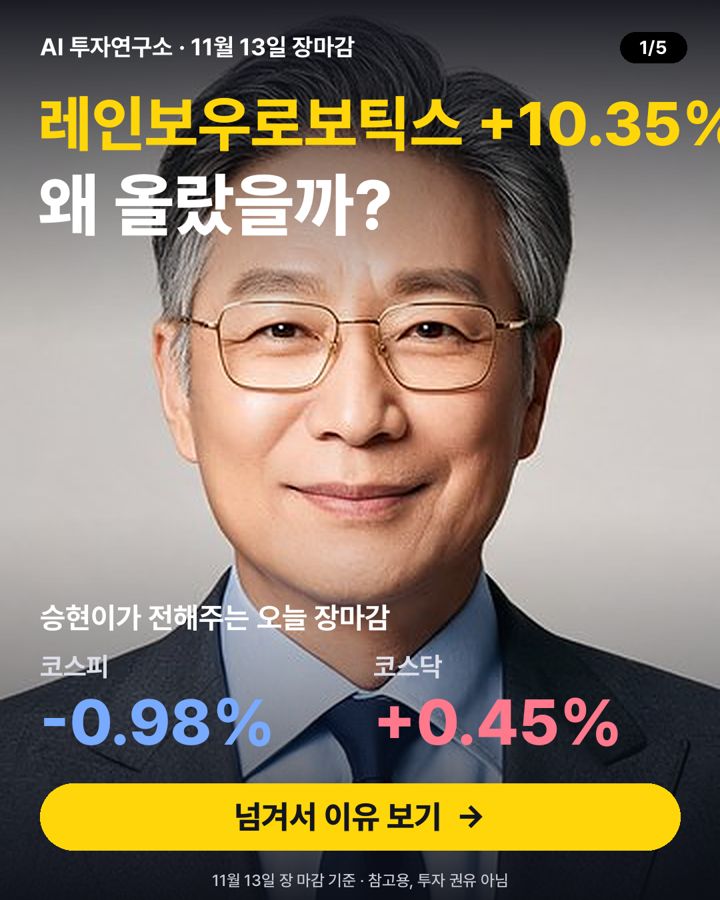 AI 투자연구소 · 11월 13일 장마감
1/5
레인보우로보틱스 +10.35%
왜 올랐을까?
승현이가 전해주는 오늘 장마감
코스피
코스닥
-0.98%
+0.45%
넘겨서 이유 보기 →
11월 13일 장 마감 기준 · 참고용, 투자 권유 아님